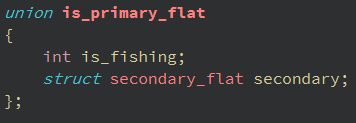 union is_primary_flat
{
    int is_fishing;
    struct secondary_flat secondary;
};